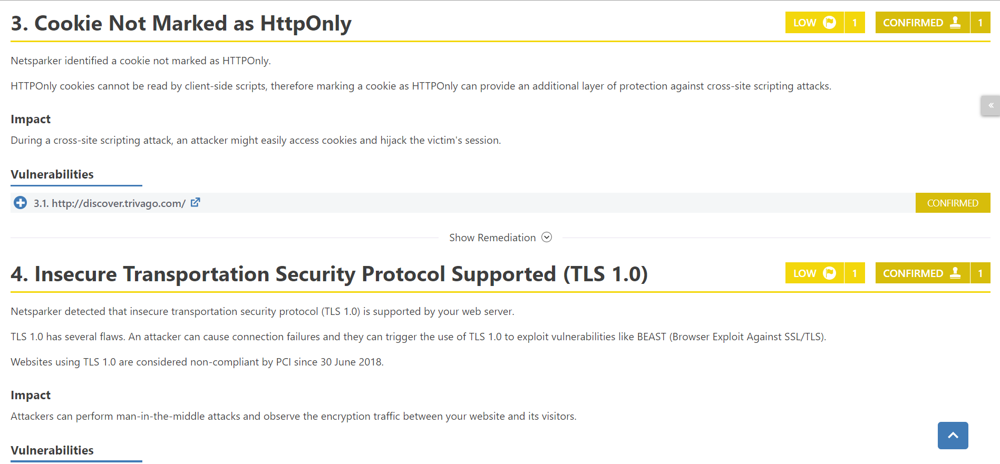 3. Cookie Not Marked as HttpOnly
LOW 1 CONFIRMED 1
Netsparker identified a cookie not marked as HTTPOnly.
HTTPOnly cookies cannot be read by client-side scripts, therefore marking a cookie as HTTPOnly can provide an additional layer of protection against cross-site scripting attacks.
Impact
During a cross-site scripting attack, an attacker might easily access cookies and hijack the victim's session.
Vulnerabilities
3.1. http://discover.trivago.com/ CONFIRMED
Show Remediation
4. Insecure Transportation Security Protocol Supported (TLS 1.0)
LOW 1 CONFIRMED 1
Netsparker detected that insecure transportation security protocol (TLS 1.0) is supported by your web server.
TLS 1.0 has several flaws. An attacker can cause connection failures and they can trigger the use of TLS 1.0 to exploit vulnerabilities like BEAST (Browser Exploit Against SSL/TLS).
Websites using TLS 1.0 are considered non-compliant by PCI since 30 June 2018.
Impact
Attackers can perform man-in-the-middle attacks and observe the encryption traffic between your website and its visitors.
Vulnerabilities